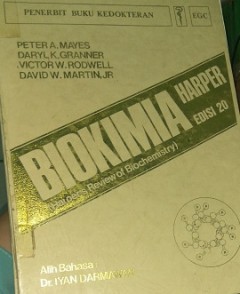 PENERBIT BUKU KEDOKTERAN
EGC
PETER A. MAYES
DARYL K. GRANNER
VICTOR W. RODWELL
DAVID W. MARTIN, JR
BIOKIMIA
HARPER
EDISI 20
Review of Biochemistry)
Alih Bahasa
Dr. IYAN